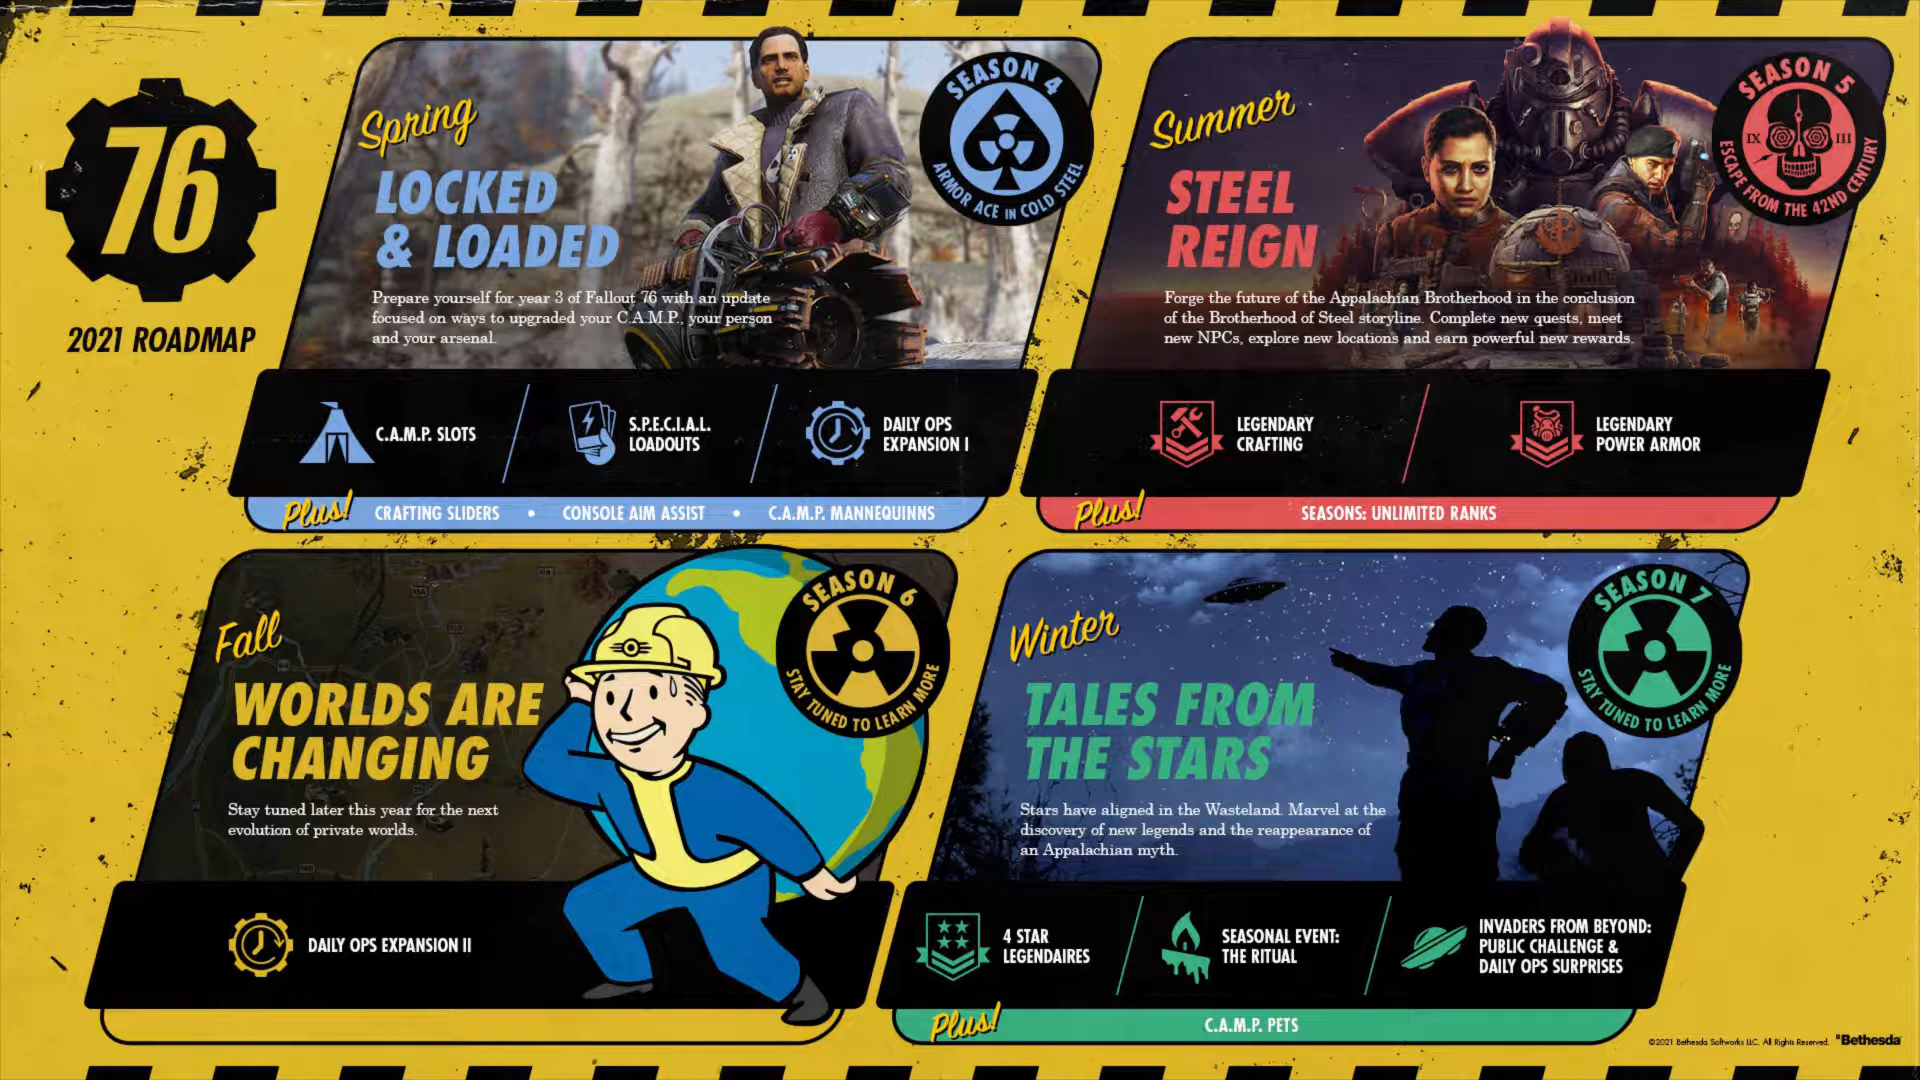 76
2021 ROADMAP
Spring
LOCKED
& LOADED
Prepare yourself for year 3 of Fallout 76 with an update
focused on ways to upgraded your C.A.M.P., your person
and your arsenal.
SEASON 4
ARMOR ACE IN COLD STEEL
C.A.M.P. SLOTS
S.P.E.C.I.A.L.
LOADOUTS
DAILY OPS
EXPANSION I
Plus! CRAFTING SLIDERS • CONSOLE AIM ASSIST • C.A.M.P. MANNEQUINNS
Summer
STEEL
REIGN
Forge the future of the Appalachian Brotherhood in the conclusion
of the Brotherhood of Steel storyline. Complete new quests, meet
new NPCs, explore new locations and earn powerful new rewards.
SEASON 5
IX III
ESCAPE FROM THE 42ND CENTURY
LEGENDARY
CRAFTING
LEGENDARY
POWER ARMOR
Plus! SEASONS: UNLIMITED RANKS
Fall
WORLDS ARE
CHANGING
Stay tuned later this year for the next
evolution of private worlds.
SEASON 6
STAY TUNED TO LEARN MORE
DAILY OPS EXPANSION II
Winter
TALES FROM
THE STARS
Stars have aligned in the Wasteland. Marvel at the
discovery of new legends and the reappearance of
an Appalachian myth.
SEASON 7
STAY TUNED TO LEARN MORE
4 STAR
LEGENDAIRES
SEASONAL EVENT:
THE RITUAL
INVADERS FROM BEYOND:
PUBLIC CHALLENGE &
DAILY OPS SURPRISES
Plus! C.A.M.P. PETS
©2021 Bethesda Softworks LLC. All Rights Reserved. Bethesda